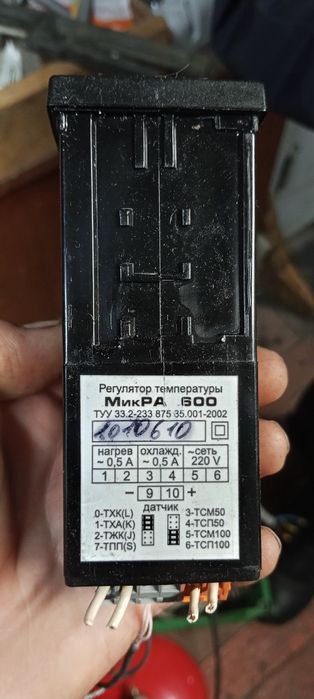 Регулятор температуры
МикРА 600
ТУУ 33.2-233 875 35.001-2002
1010610
нагрев охлажд. ~сеть
~ 0,5 А ~ 0,5 А 220 V
1 2 3 4 5 6
− 9 10 +
датчик
0-ТХК(L) 3-ТСМ50
1-ТХА(K) 4-ТСП50
2-ТЖК(J) 5-ТСМ100
7-ТПП(S) 6-ТСП100